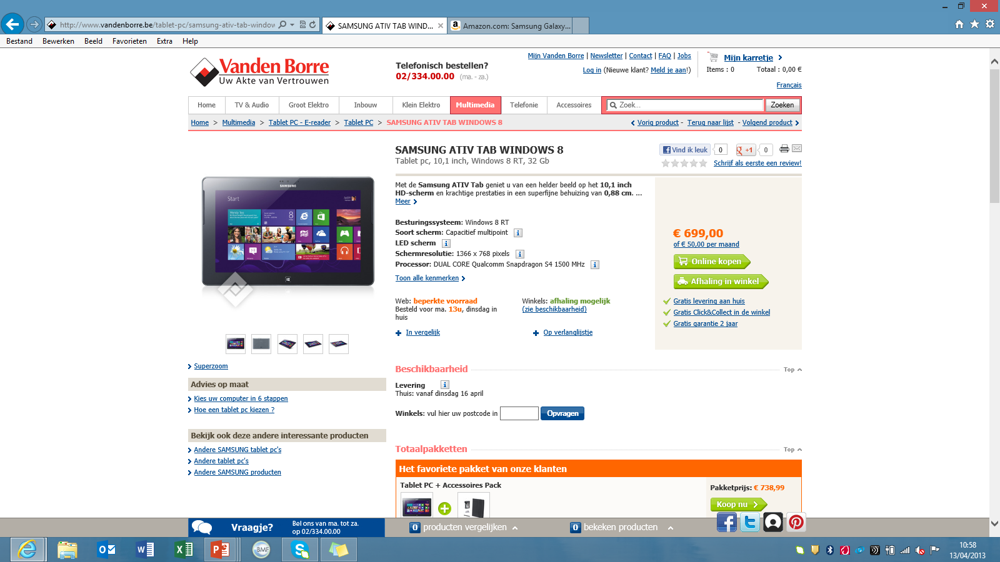 http://www.vandenborre.be/tablet-pc/samsung-ativ-tab-window
SAMSUNG ATIV TAB WIND...
Amazon.com: Samsung Galaxy...
Bestand Bewerken Beeld Favorieten Extra Help
Vanden Borre
Uw Akte van Vertrouwen
Telefonisch bestellen?
02/334.00.00 (ma. - za.)
Mijn Vanden Borre | Newsletter | Contact | FAQ | Jobs
Log in (Nieuwe klant? Meld je aan!)
Mijn karretje
Items : 0 Totaal : 0,00 €
Français
Home TV & Audio Groot Elektro Inbouw Klein Elektro Multimedia Telefonie Accessoires Zoek... Zoeken
Home > Multimedia > Tablet PC - E-reader > Tablet PC > SAMSUNG ATIV TAB WINDOWS 8
Vorig product - Terug naar lijst - Volgend product
SAMSUNG ATIV TAB WINDOWS 8
Tablet pc, 10,1 inch, Windows 8 RT, 32 Gb
Vind ik leuk 0 +1 0
Schrijf als eerste een review!
SAMSUNG
Start
Met de Samsung ATIV Tab geniet u van een helder beeld op het 10,1 inch
HD-scherm en krachtige prestaties in een superfijne behuizing van 0,88 cm. ...
Meer
Besturingssysteem: Windows 8 RT
Soort scherm: Capacitief multipoint
LED scherm
Schermresolutie: 1366 x 768 pixels
Processor: DUAL CORE Qualcomm Snapdragon S4 1500 MHz
Toon alle kenmerken
€ 699,00
of € 50,00 per maand
Online kopen
Afhaling in winkel
Gratis levering aan huis
Gratis Click&Collect in de winkel
Gratis garantie 2 jaar
Web: beperkte voorraad
Besteld voor ma. 13u, dinsdag in
huis
Winkels: afhaling mogelijk
(zie beschikbaarheid)
In vergelijk
Op verlanglijstje
Superzoom
Advies op maat
Kies uw computer in 6 stappen
Hoe een tablet pc kiezen ?
Bekijk ook deze andere interessante producten
Andere SAMSUNG tablet pc's
Andere tablet pc's
Andere SAMSUNG producten
Beschikbaarheid Top
Levering
Thuis: vanaf dinsdag 16 april
Winkels: vul hier uw postcode in Opvragen
Totaalpakketten Top
Het favoriete pakket van onze klanten
Tablet PC + Accessoires Pack
Pakketprijs: € 738,99
Koop nu
Vraagje?
Bel ons van ma. tot za.
op 02/334.00.00
0 producten vergelijken
0 bekeken producten
BMF
10:58
13/04/2013